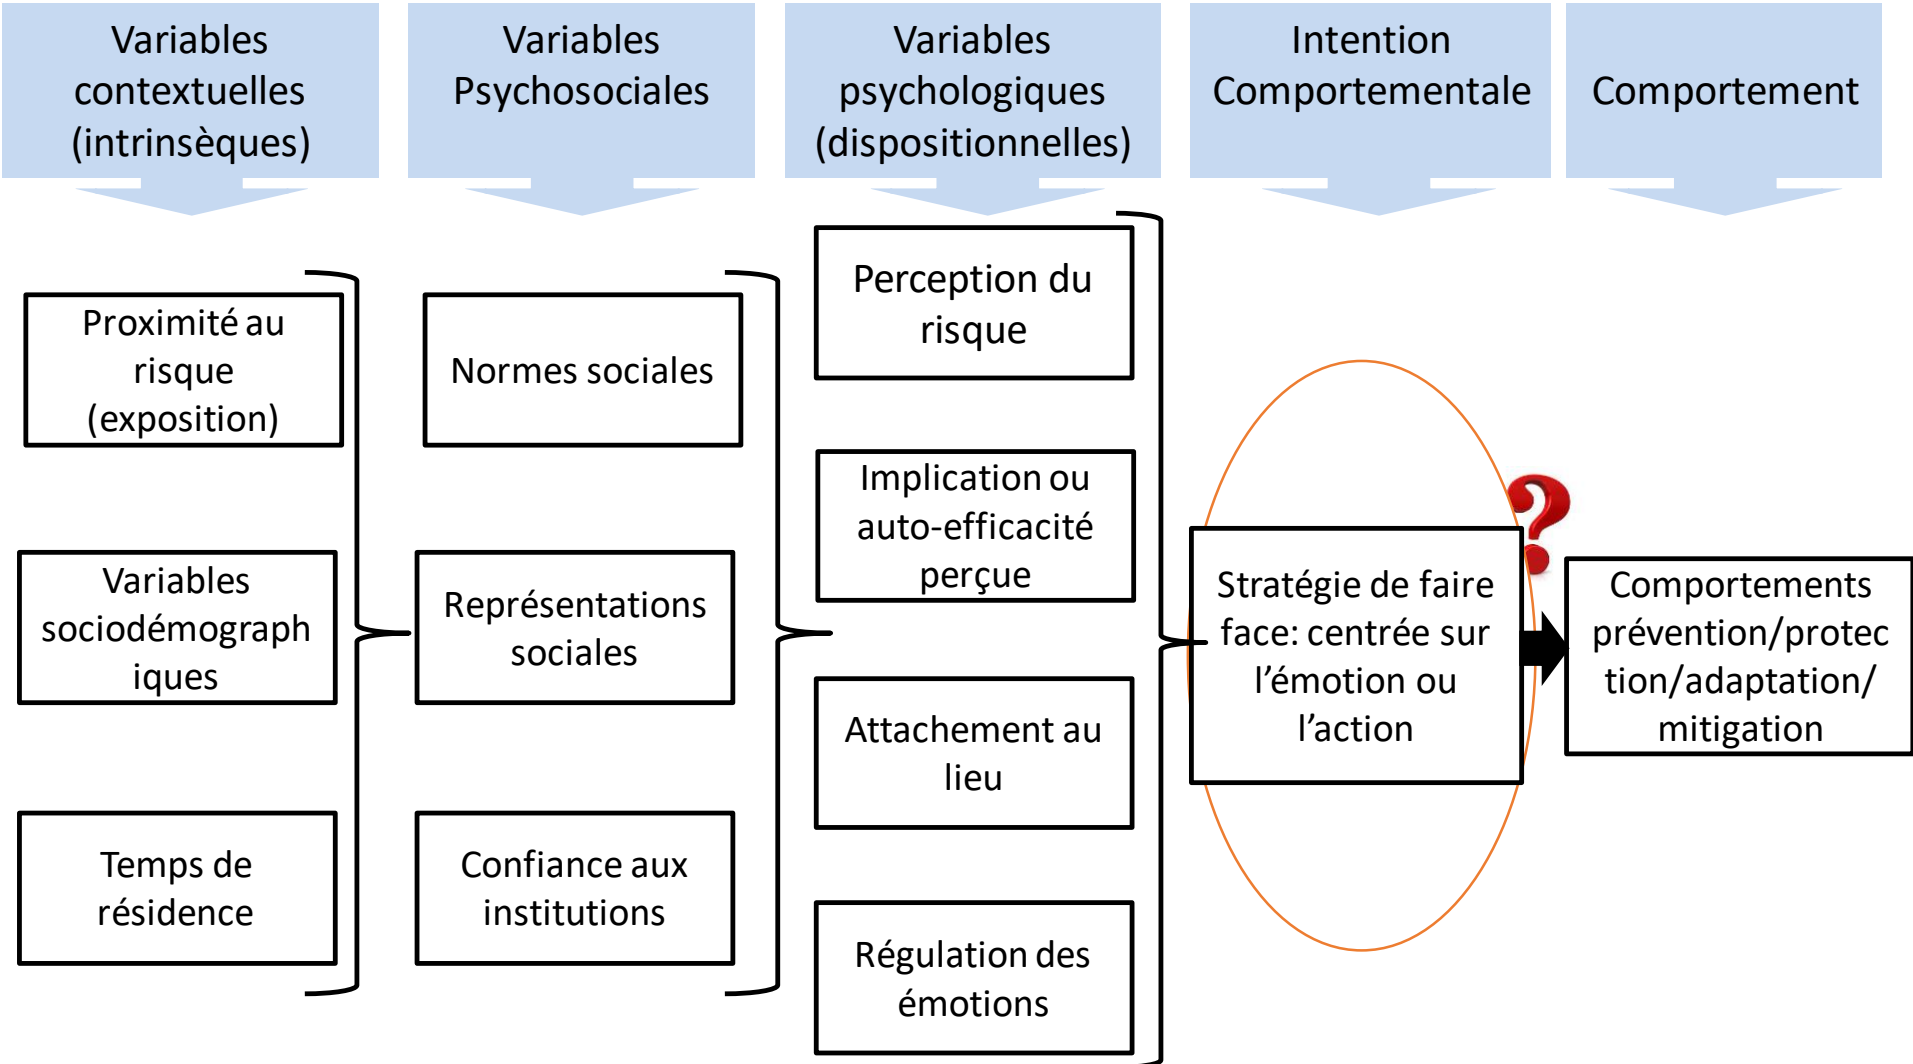 Variables
contextuelles
(intrinsèques)
Variables
Psychosociales
Variables
psychologiques
(dispositionnelles)
Intention
Comportementale
Comportement
Proximité au
risque
(exposition)
Variables
sociodémograph
iques
Temps de
résidence
Normes sociales
Représentations
sociales
Confiance aux
institutions
Perception du
risque
Implication ou
auto-efficacité
perçue
Attachement au
lieu
Régulation des
émotions
Stratégie de faire
face: centrée sur
l’émotion ou
l’action
?
Comportements
prévention/protec
tion/adaptation/
mitigation